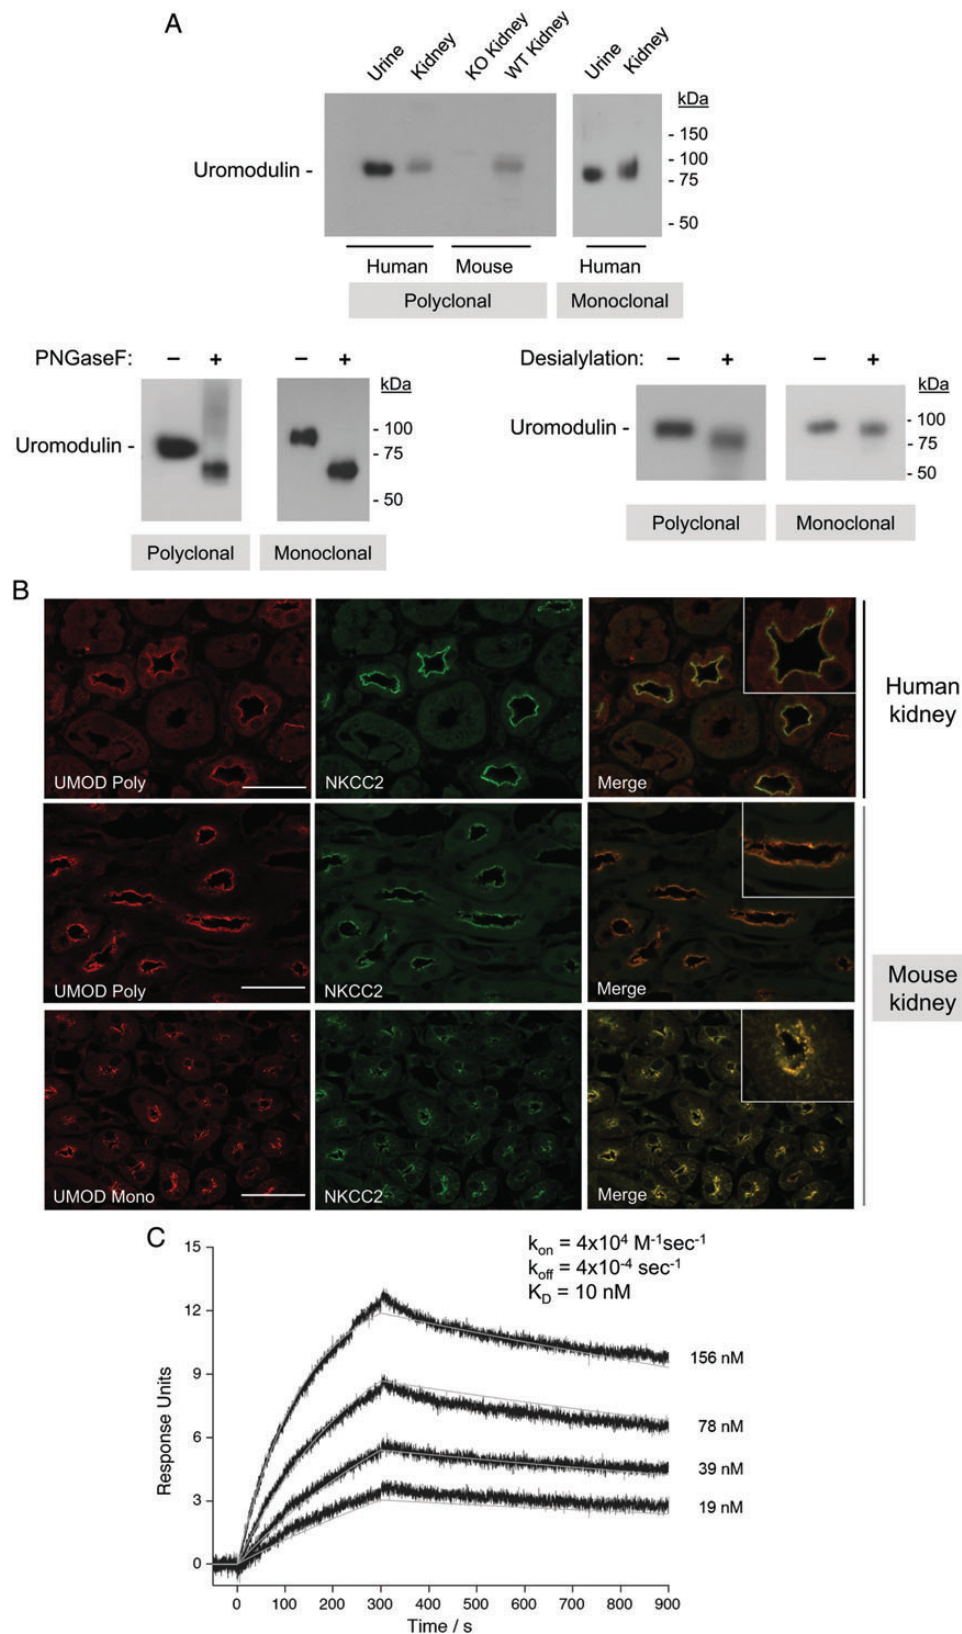 A
Urine
Kidney
KO Kidney
WT Kidney
Urine
Kidney
kDa
- 150
- 100
- 75
- 50
Uromodulin -
Human
Mouse
Human
Polyclonal
Monoclonal
PNGaseF:
– + – +
kDa
Uromodulin -
- 100
- 75
- 50
Polyclonal
Monoclonal
Desialylation:
– + – +
kDa
Uromodulin -
- 100
- 75
- 50
Polyclonal
Monoclonal
B
UMOD Poly
NKCC2
Merge
Human
kidney
UMOD Poly
NKCC2
Merge
UMOD Mono
NKCC2
Merge
Mouse
kidney
C
kon = 4x10⁴ M⁻¹sec⁻¹
koff = 4x10⁻⁴ sec⁻¹
KD = 10 nM
Response Units
15
12
9
6
3
0
156 nM
78 nM
39 nM
19 nM
0 100 200 300 400 500 600 700 800 900
Time / s